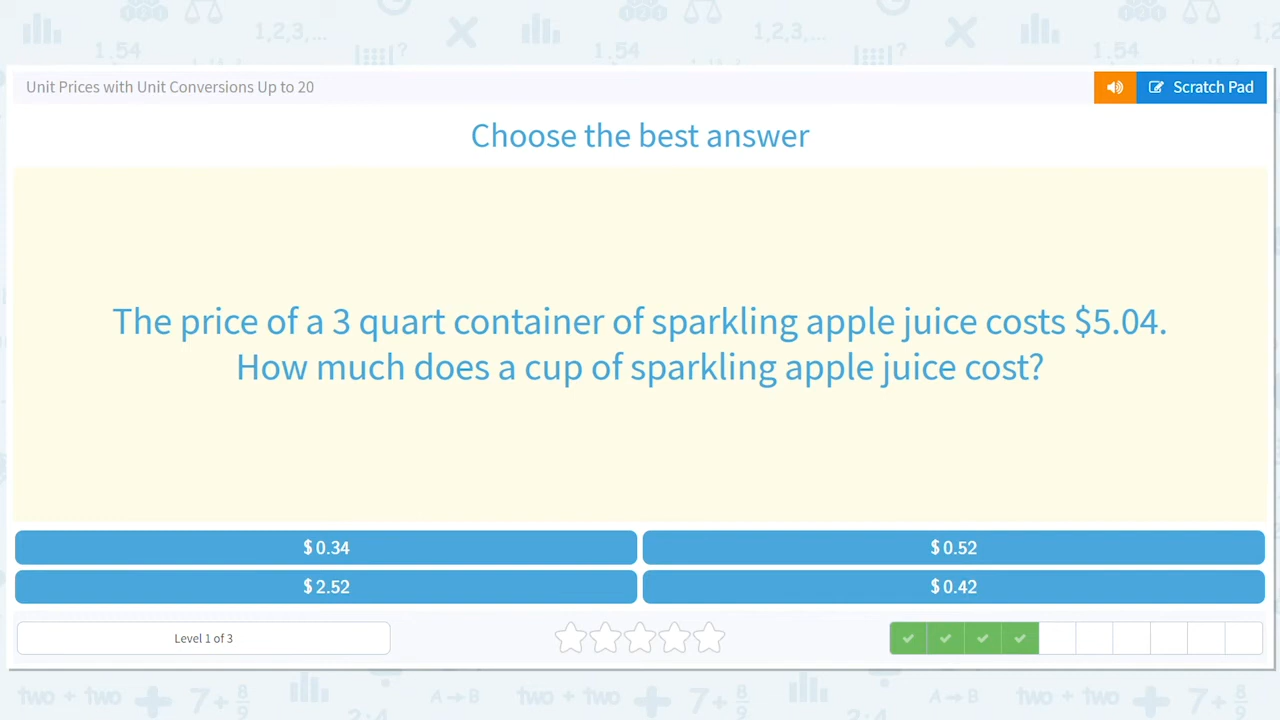 Unit Prices with Unit Conversions Up to 20
Scratch Pad
Choose the best answer
The price of a 3 quart container of sparkling apple juice costs $5.04.
How much does a cup of sparkling apple juice cost?
$ 0.34
$ 0.52
$ 2.52
$ 0.42
Level 1 of 3